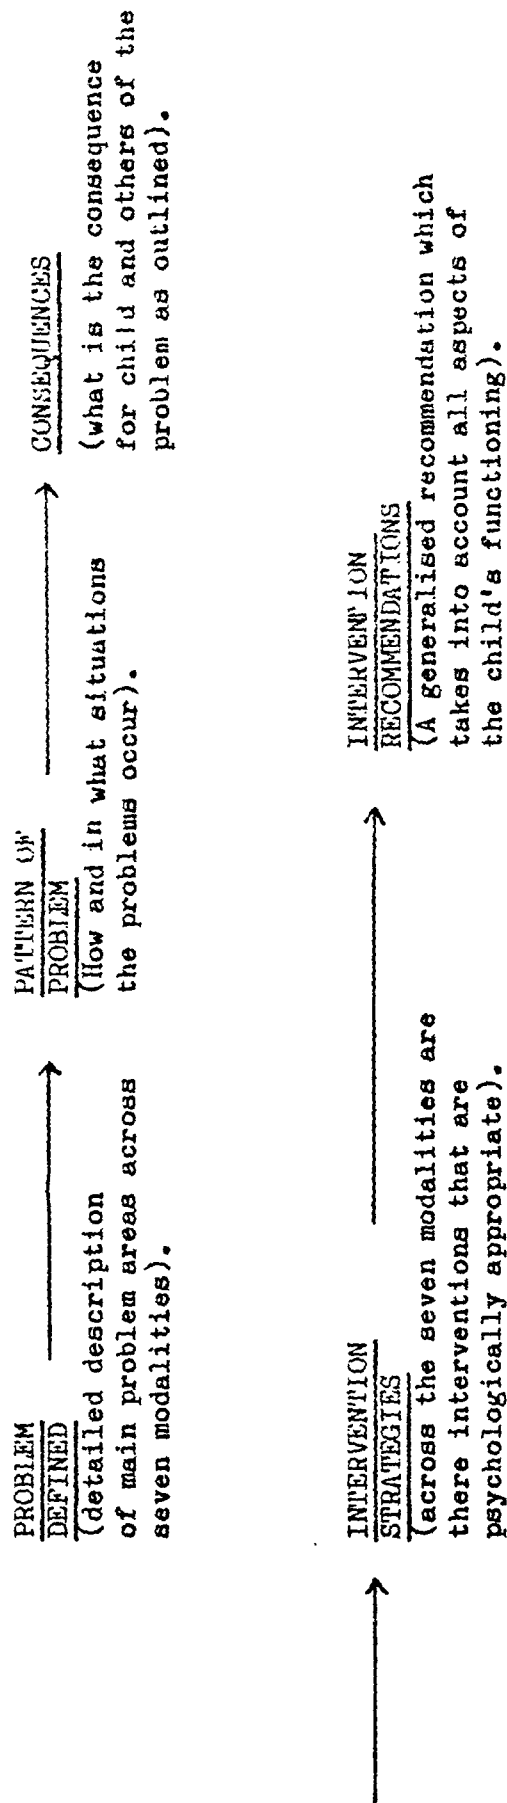 PROBLEM
DEFINED
(detailed description
of main problem areas across
seven modalities).
PATTERN OF
PROBLEM
(How and in what situations
the problems occur).
CONSEQUENCES
(what is the consequence
for child and others of the
problem as outlined).
INTERVENTION
STRATEGIES
(across the seven modalities are
there interventions that are
psychologically appropriate).
INTERVENTION
RECOMMENDATIONS
(A generalised recommendation which
takes into account all aspects of
the child's functioning).